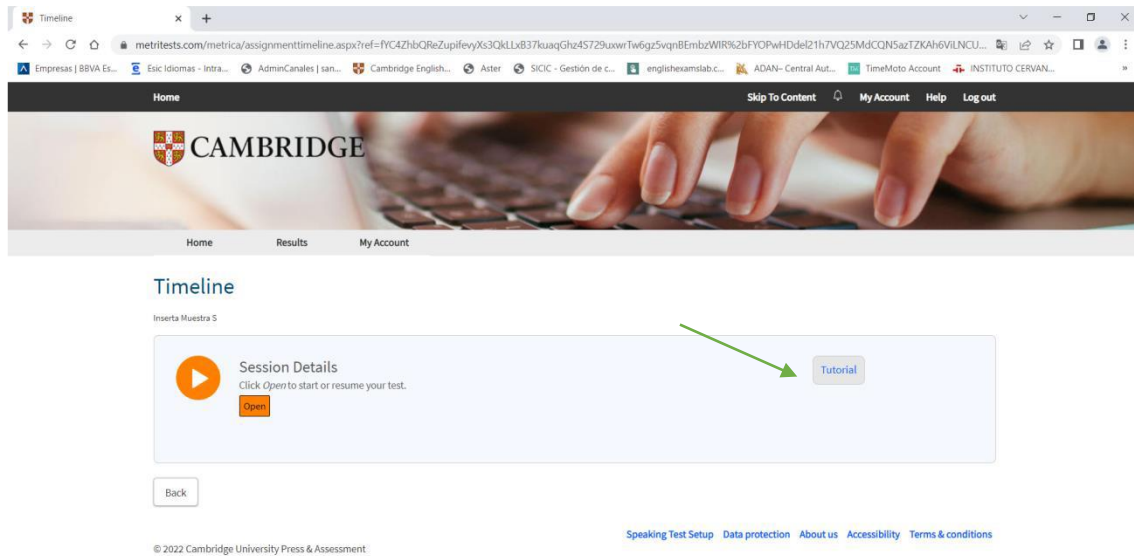 Timeline
metritests.com/metrica/assignmenttimeline.aspx?ref=fYC4ZhbQReZupifevyXs3QkLLxB37kuaqGhz4S729uxwrTw6gz5vqnBEmbzWIR%2bFYOPwHDdel21h7VQ25MdCQN5azTZKAh6ViLNCU...
Empresas | BBVA Es... Esic Idiomas - Intra... AdminCanales | san... Cambridge English... Aster SICIC - Gestión de c... englishexamslab.c... ADAN– Central Aut... TimeMoto Account INSTITUTO CERVAN... »
Home Skip To Content My Account Help Log out
CAMBRIDGE
Home Results My Account
Timeline
Inserta Muestra S
Session Details
Click Open to start or resume your test.
Open
Tutorial
Back
Speaking Test Setup Data protection About us Accessibility Terms & conditions
© 2022 Cambridge University Press & Assessment